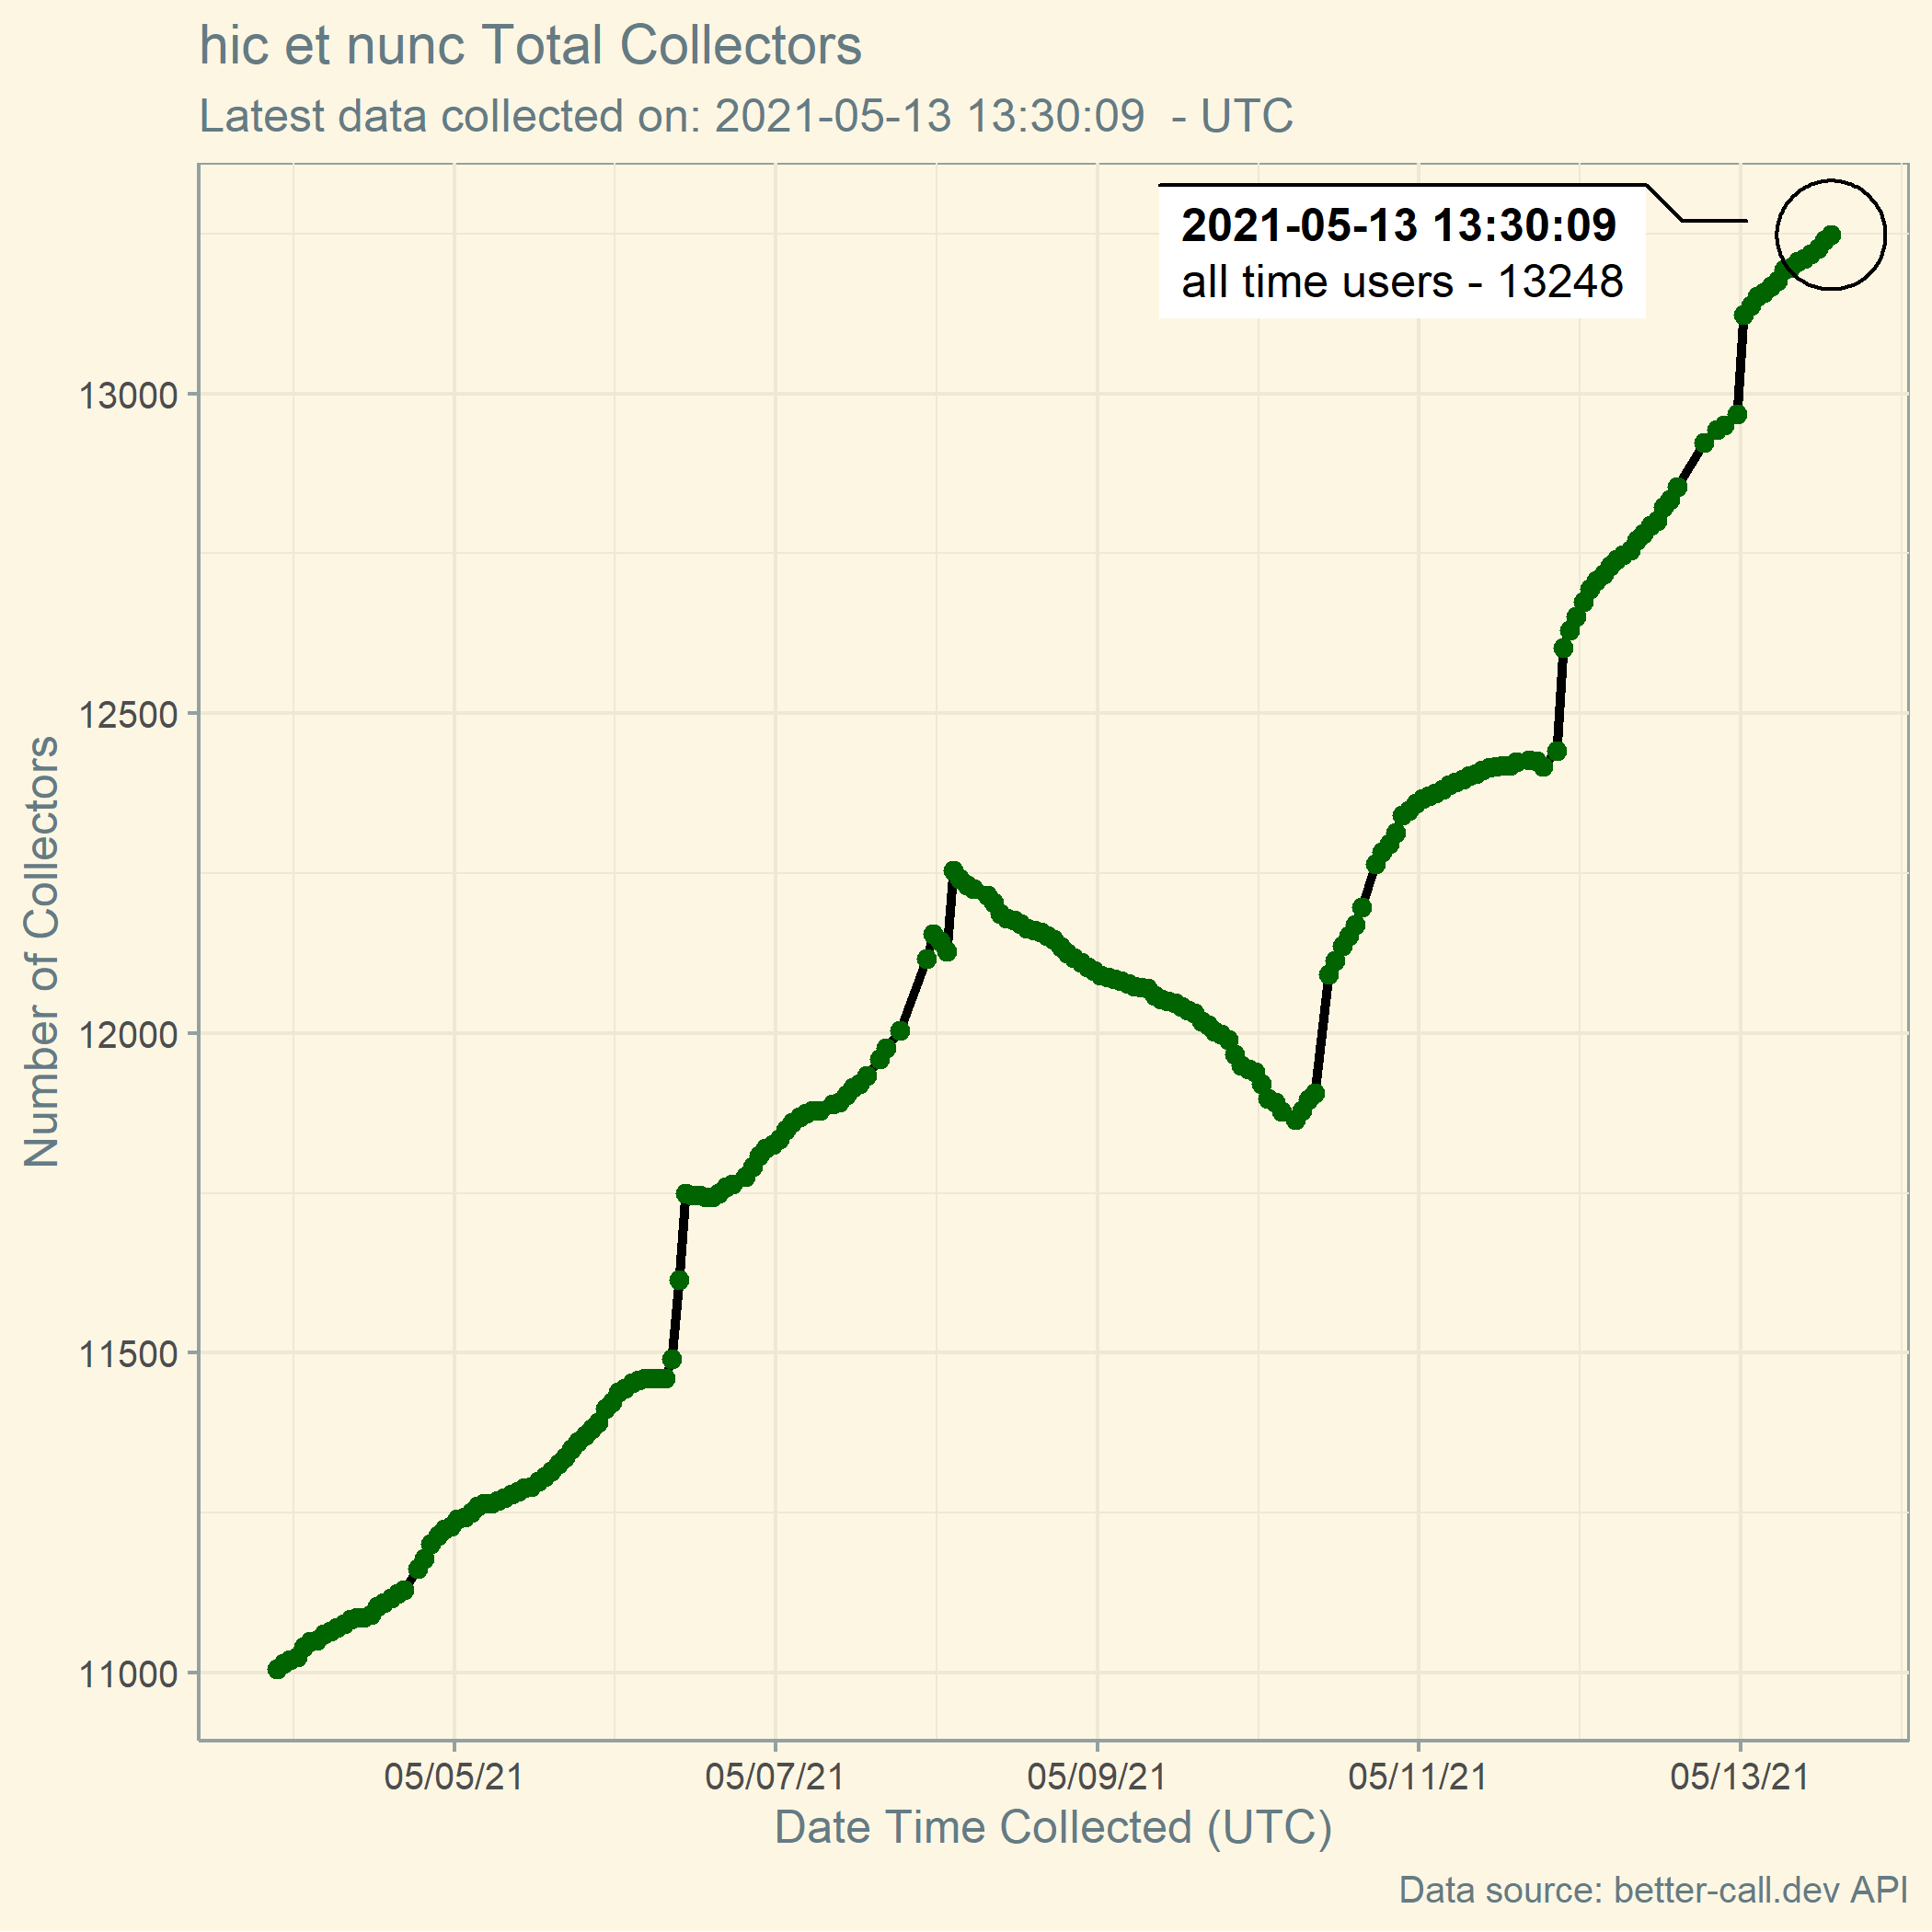 hic et nunc Total Collectors
Latest data collected on: 2021-05-13 13:30:09  - UTC
2021-05-13 13:30:09
all time users - 13248
Number of Collectors
13000
12500
12000
11500
11000
05/05/21
05/07/21
05/09/21
05/11/21
05/13/21
Date Time Collected (UTC)
Data source: better-call.dev API